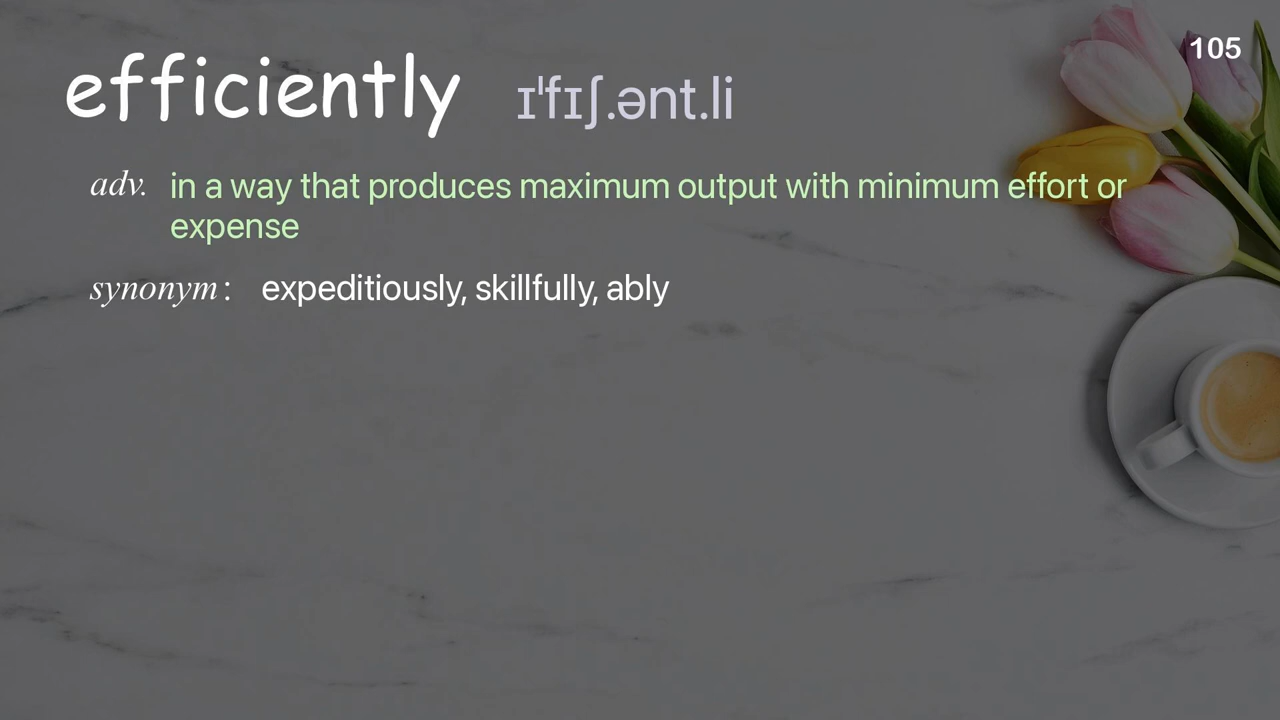 105
efficiently ɪˈfɪʃ.ənt.li
adv. in a way that produces maximum output with minimum effort or
expense
synonym: expeditiously, skillfully, ably